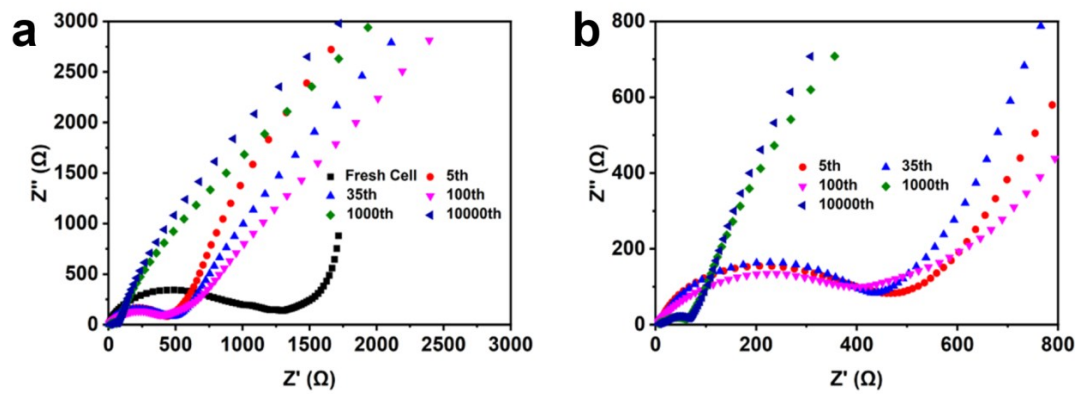 a
3000
2500
2000
1500
1000
500
0
Z'' (Ω)
Fresh Cell 5th
35th 100th
1000th 10000th
0 500 1000 1500 2000 2500 3000
Z' (Ω)
b
800
600
400
200
0
Z'' (Ω)
5th 35th
100th 1000th
10000th
0 200 400 600 800
Z' (Ω)